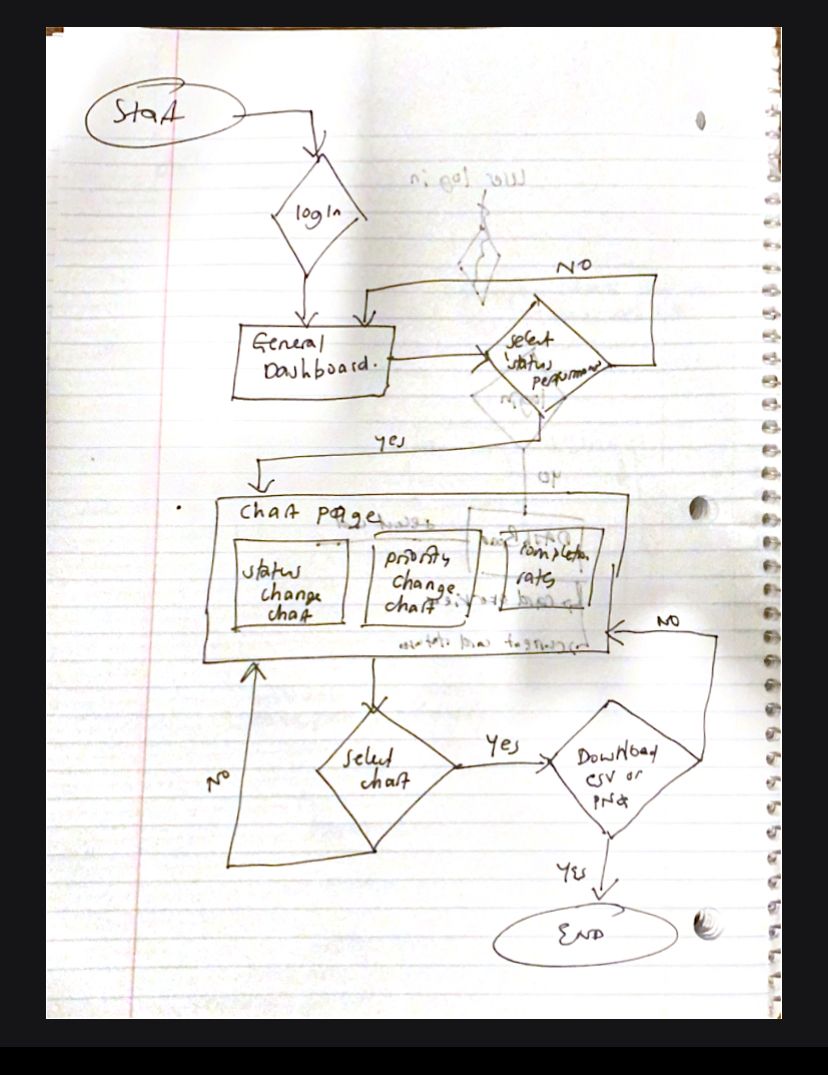 Start
login
NO
General
Dashboard.
select
status
performance
yes
chart page
status
change
chart
priority
change
chart
completion
rates
NO
select
chart
Yes
Download
csv or
PNG
NO
YES
END